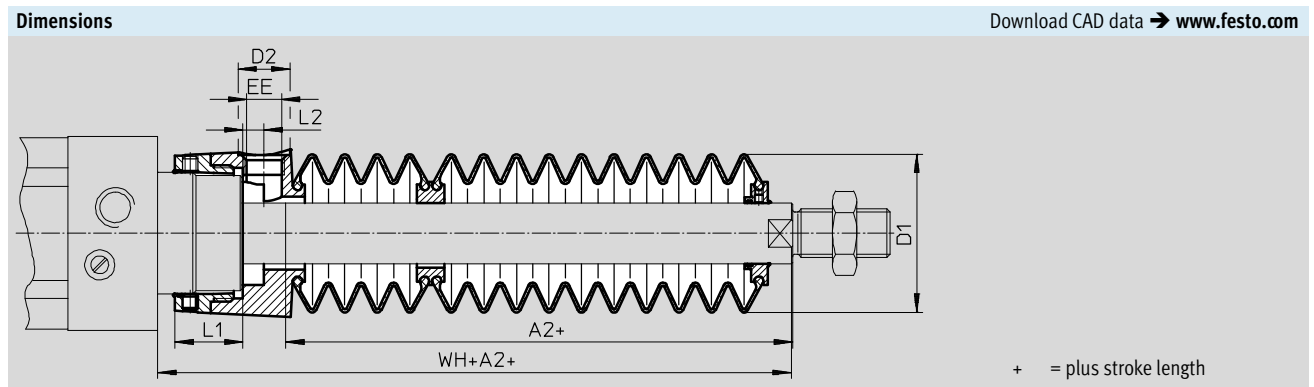 Dimensions
Download CAD data ➔ www.festo.com
D2
EE
L2
D1
L1
A2+
WH+A2+
+ = plus stroke length